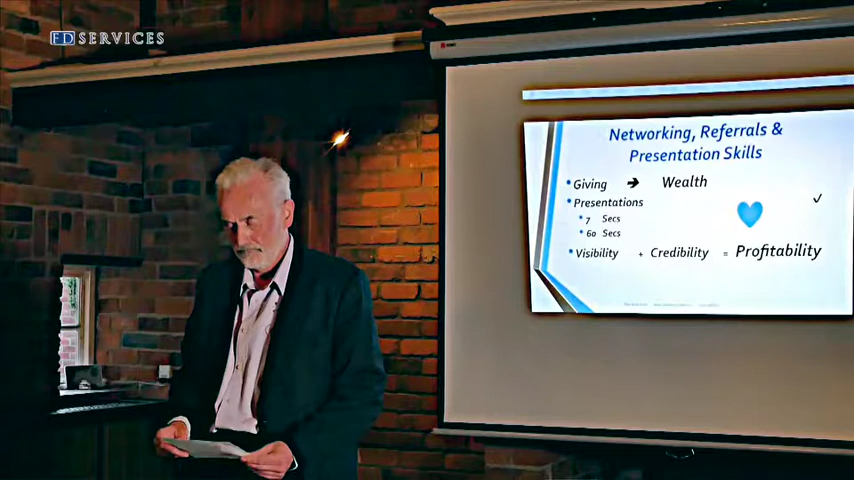 FD SERVICES
Networking, Referrals &
Presentation Skills
• Giving ➔ Wealth
• Presentations
• 7 Secs
• 60 Secs
✓
• Visibility + Credibility = Profitability